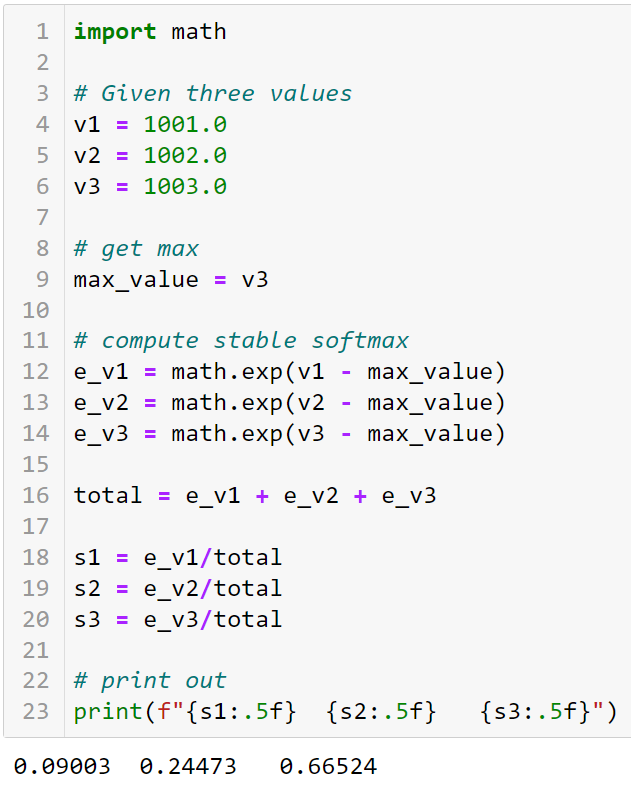 1 import math
2
3 # Given three values
4 v1 = 1001.0
5 v2 = 1002.0
6 v3 = 1003.0
7
8 # get max
9 max_value = v3
10
11 # compute stable softmax
12 e_v1 = math.exp(v1 - max_value)
13 e_v2 = math.exp(v2 - max_value)
14 e_v3 = math.exp(v3 - max_value)
15
16 total = e_v1 + e_v2 + e_v3
17
18 s1 = e_v1/total
19 s2 = e_v2/total
20 s3 = e_v3/total
21
22 # print out
23 print(f"{s1:.5f}  {s2:.5f}   {s3:.5f}")
0.09003  0.24473   0.66524